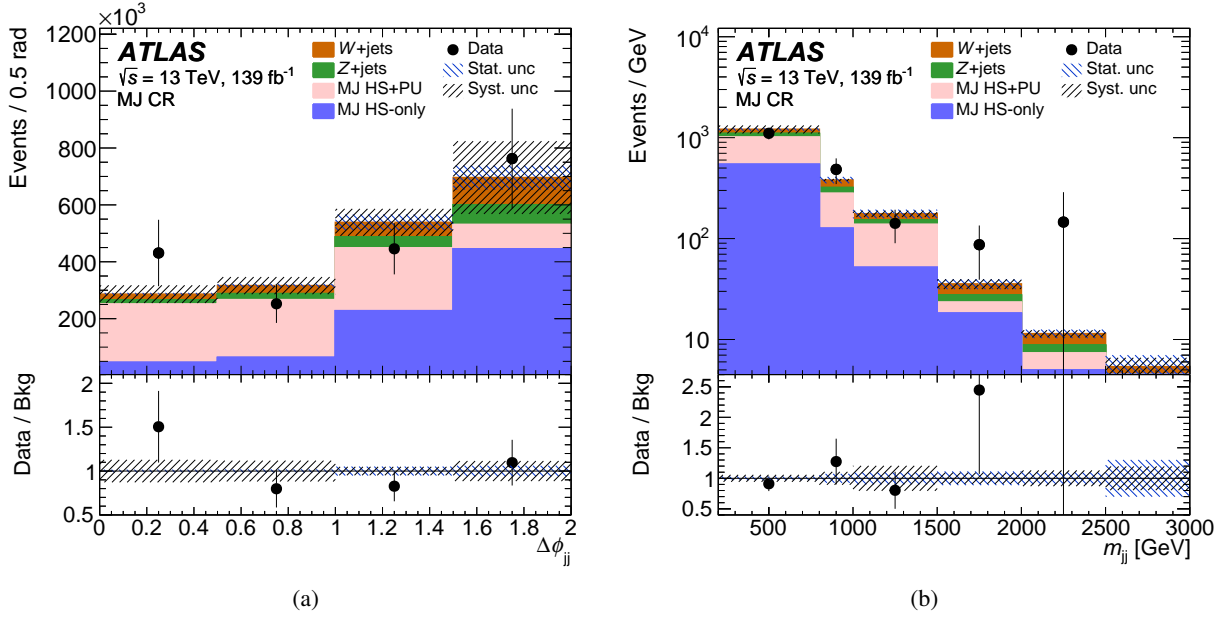 ×10³
Events / 0.5 rad
1200
1000
800
600
400
200
ATLAS
√s = 13 TeV, 139 fb⁻¹
MJ CR
W+jets
Z+jets
MJ HS+PU
MJ HS-only
Data
Stat. unc
Syst. unc
Data / Bkg
2
1.5
1
0.5
0 0.2 0.4 0.6 0.8 1 1.2 1.4 1.6 1.8 2
Δϕjj
(a)
Events / GeV
10⁴
10³
10²
10
ATLAS
√s = 13 TeV, 139 fb⁻¹
MJ CR
W+jets
Z+jets
MJ HS+PU
MJ HS-only
Data
Stat. unc
Syst. unc
Data / Bkg
2.5
2
1.5
1
0.5
500 1000 1500 2000 2500 3000
mjj [GeV]
(b)